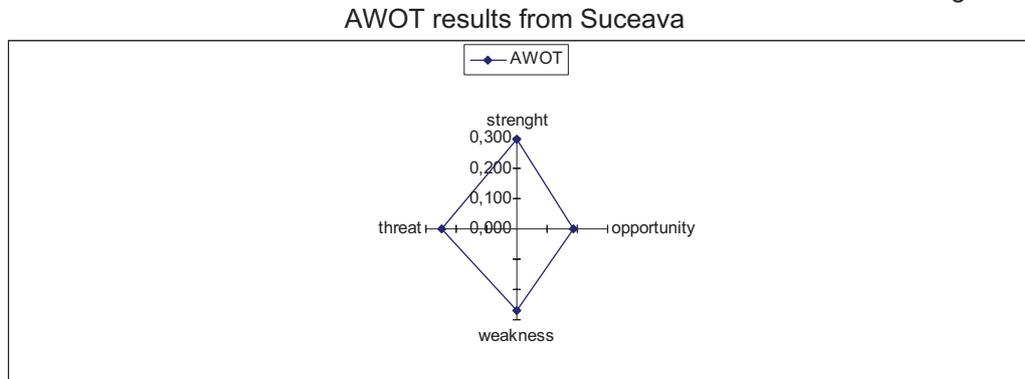 AWOT results from Suceava
AWOT
strenght
0,300
0,200
0,100
threat
0,000
opportunity
weakness